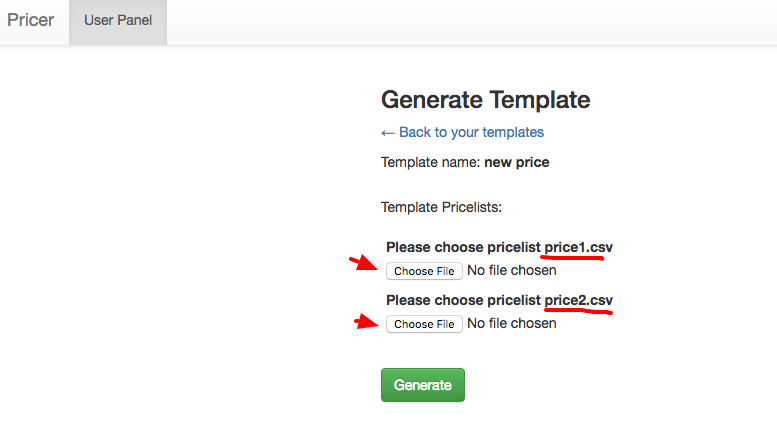 Pricer User Panel
Generate Template
← Back to your templates
Template name: new price
Template Pricelists:
Please choose pricelist price1.csv
Choose File No file chosen
Please choose pricelist price2.csv
Choose File No file chosen
Generate